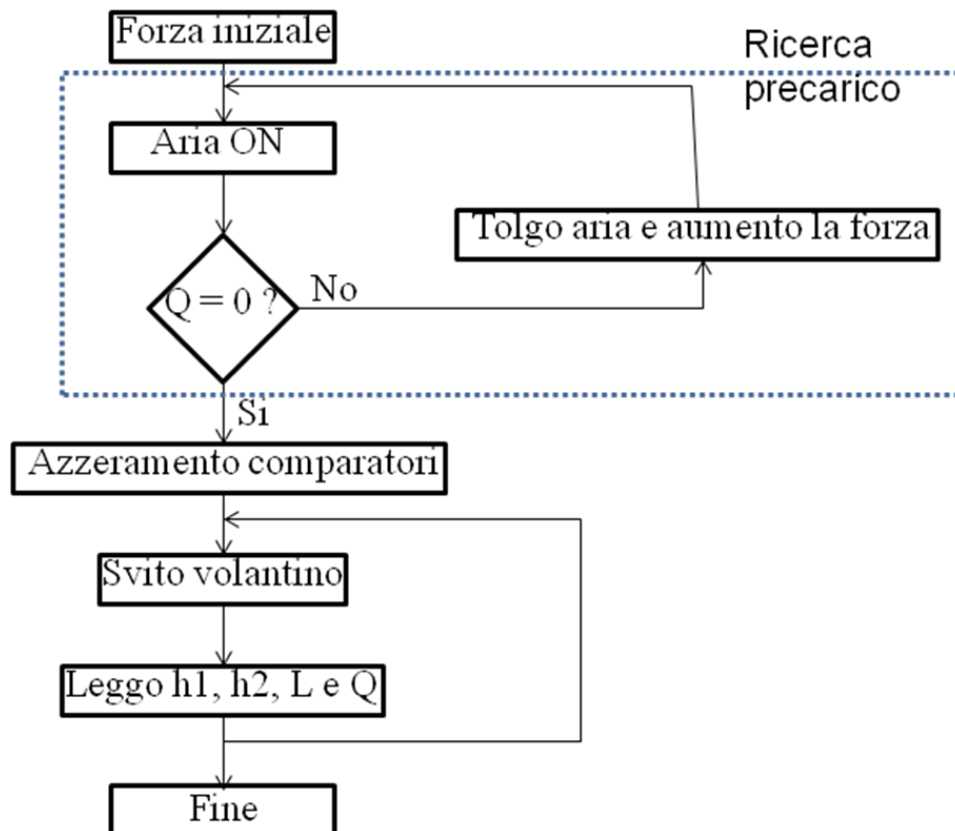 Forza iniziale
Ricerca
precarico
Aria ON
Tolgo aria e aumento la forza
Q = 0 ?
No
Si
Azzeramento comparatori
Svito volantino
Leggo h1, h2, L e Q
Fine